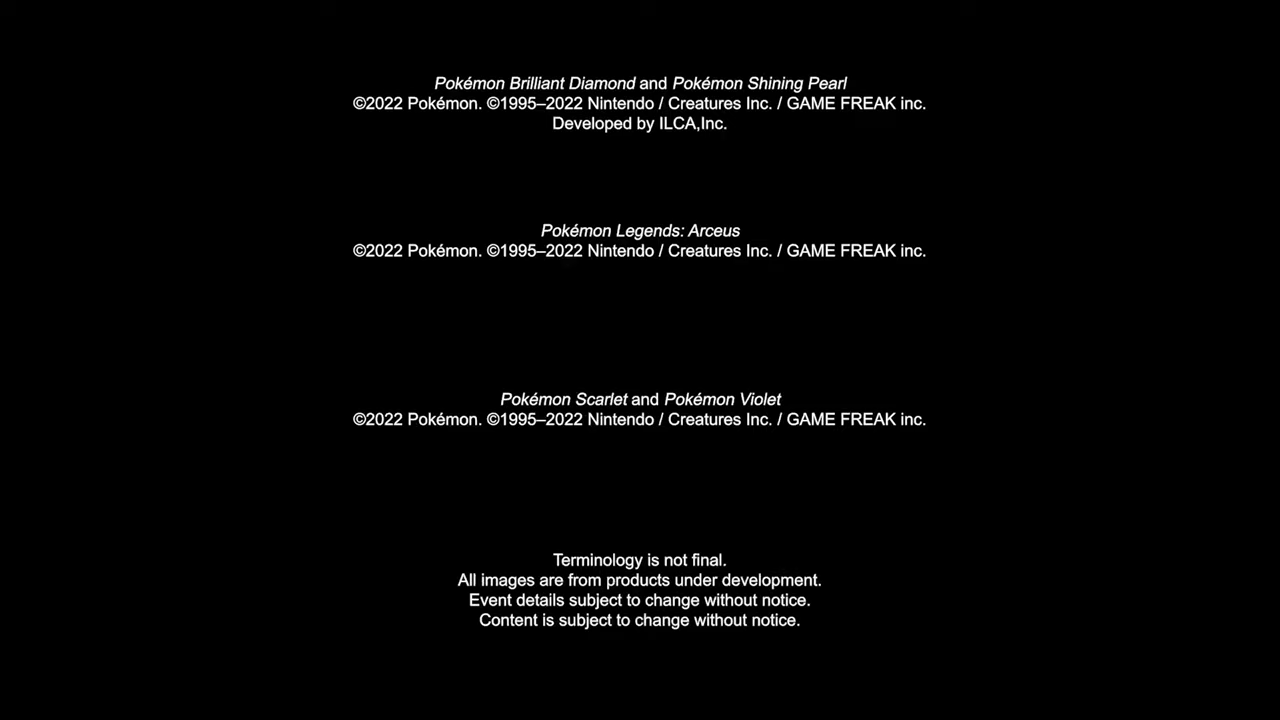 Pokémon Brilliant Diamond and Pokémon Shining Pearl
©2022 Pokémon. ©1995–2022 Nintendo / Creatures Inc. / GAME FREAK inc.
Developed by ILCA,Inc.
Pokémon Legends: Arceus
©2022 Pokémon. ©1995–2022 Nintendo / Creatures Inc. / GAME FREAK inc.
Pokémon Scarlet and Pokémon Violet
©2022 Pokémon. ©1995–2022 Nintendo / Creatures Inc. / GAME FREAK inc.
Terminology is not final.
All images are from products under development.
Event details subject to change without notice.
Content is subject to change without notice.